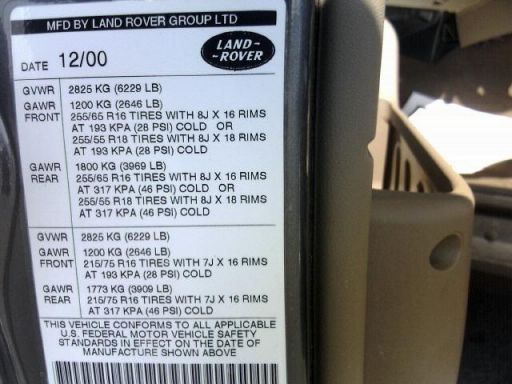 MFD BY LAND ROVER GROUP LTD
DATE 12/00
LAND-
-ROVER
GVWR 2825 KG (6229 LB)
GAWR 1200 KG (2646 LB)
FRONT 255/65 R16 TIRES WITH 8J X 16 RIMS
AT 193 KPA (28 PSI) COLD OR
255/55 R18 TIRES WITH 8J X 18 RIMS
AT 193 KPA (28 PSI) COLD
GAWR 1800 KG (3969 LB)
REAR 255/65 R16 TIRES WITH 8J X 16 RIMS
AT 317 KPA (46 PSI) COLD OR
255/55 R18 TIRES WITH 8J X 18 RIMS
AT 317 KPA (46 PSI) COLD
GVWR 2825 KG (6229 LB)
GAWR 1200 KG (2646 LB)
FRONT 215/75 R16 TIRES WITH 7J X 16 RIMS
AT 193 KPA (28 PSI) COLD
GAWR 1773 KG (3909 LB)
REAR 215/75 R16 TIRES WITH 7J X 16 RIMS
AT 317 KPA (46 PSI) COLD
THIS VEHICLE CONFORMS TO ALL APPLICABLE
U.S. FEDERAL MOTOR VEHICLE SAFETY
STANDARDS IN EFFECT ON THE DATE OF
MANUFACTURE SHOWN ABOVE